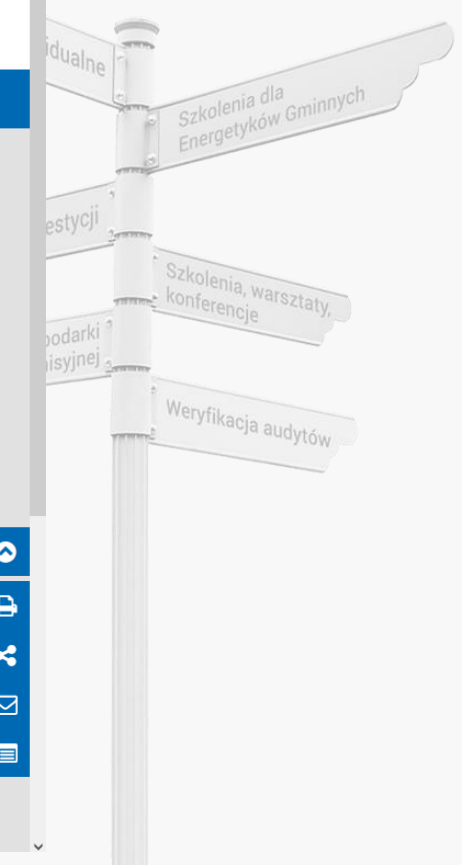 idualne
Szkolenia dla
Energetyków Gminnych
estycji
Szkolenia, warsztaty,
konferencje
podarki
isyjnej
Weryfikacja audytów